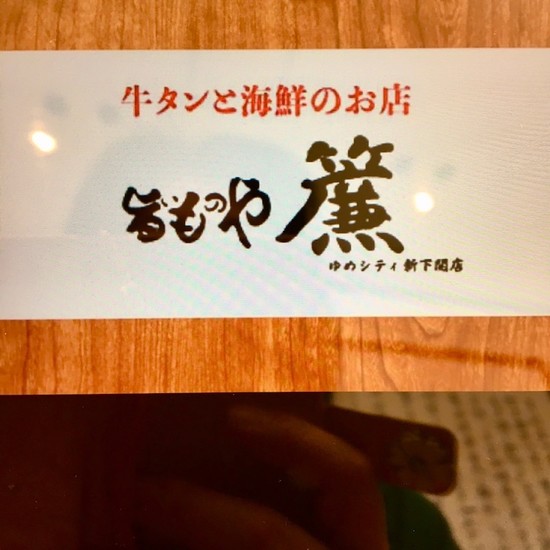 牛タンと海鮮のお店
旨ものや 簾
ゆめシティ新下関店